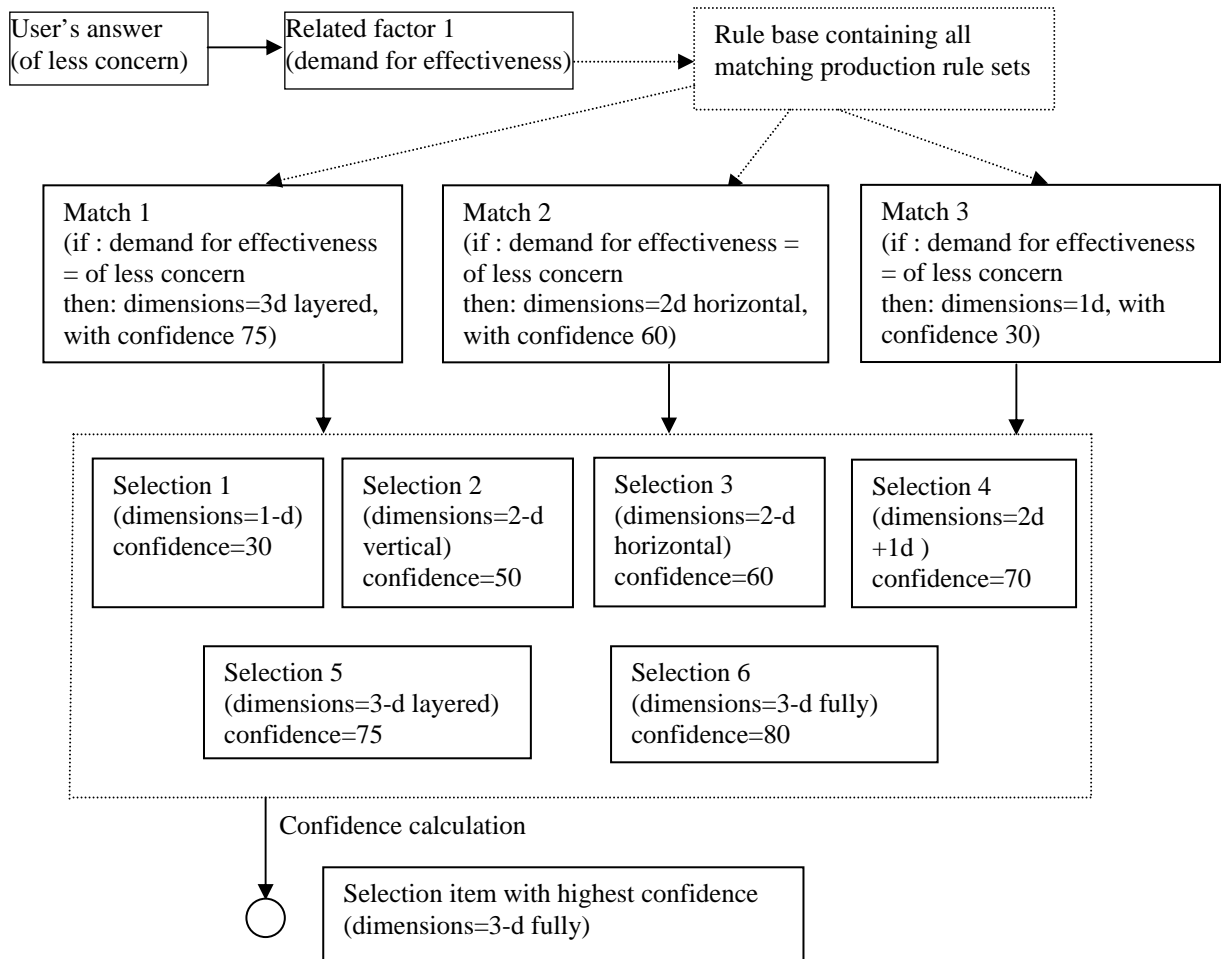 User’s answer
(of less concern)
Related factor 1
(demand for effectiveness)
Rule base containing all
matching production rule sets
Match 1
(if : demand for effectiveness
= of less concern
then: dimensions=3d layered,
with confidence 75)
Match 2
(if : demand for effectiveness =
of less concern
then: dimensions=2d horizontal,
with confidence 60)
Match 3
(if : demand for effectiveness
= of less concern
then: dimensions=1d, with
confidence 30)
Selection 1
(dimensions=1-d)
confidence=30
Selection 2
(dimensions=2-d
vertical)
confidence=50
Selection 3
(dimensions=2-d
horizontal)
confidence=60
Selection 4
(dimensions=2d
+1d )
confidence=70
Selection 5
(dimensions=3-d layered)
confidence=75
Selection 6
(dimensions=3-d fully)
confidence=80
Confidence calculation
Selection item with highest confidence
(dimensions=3-d fully)